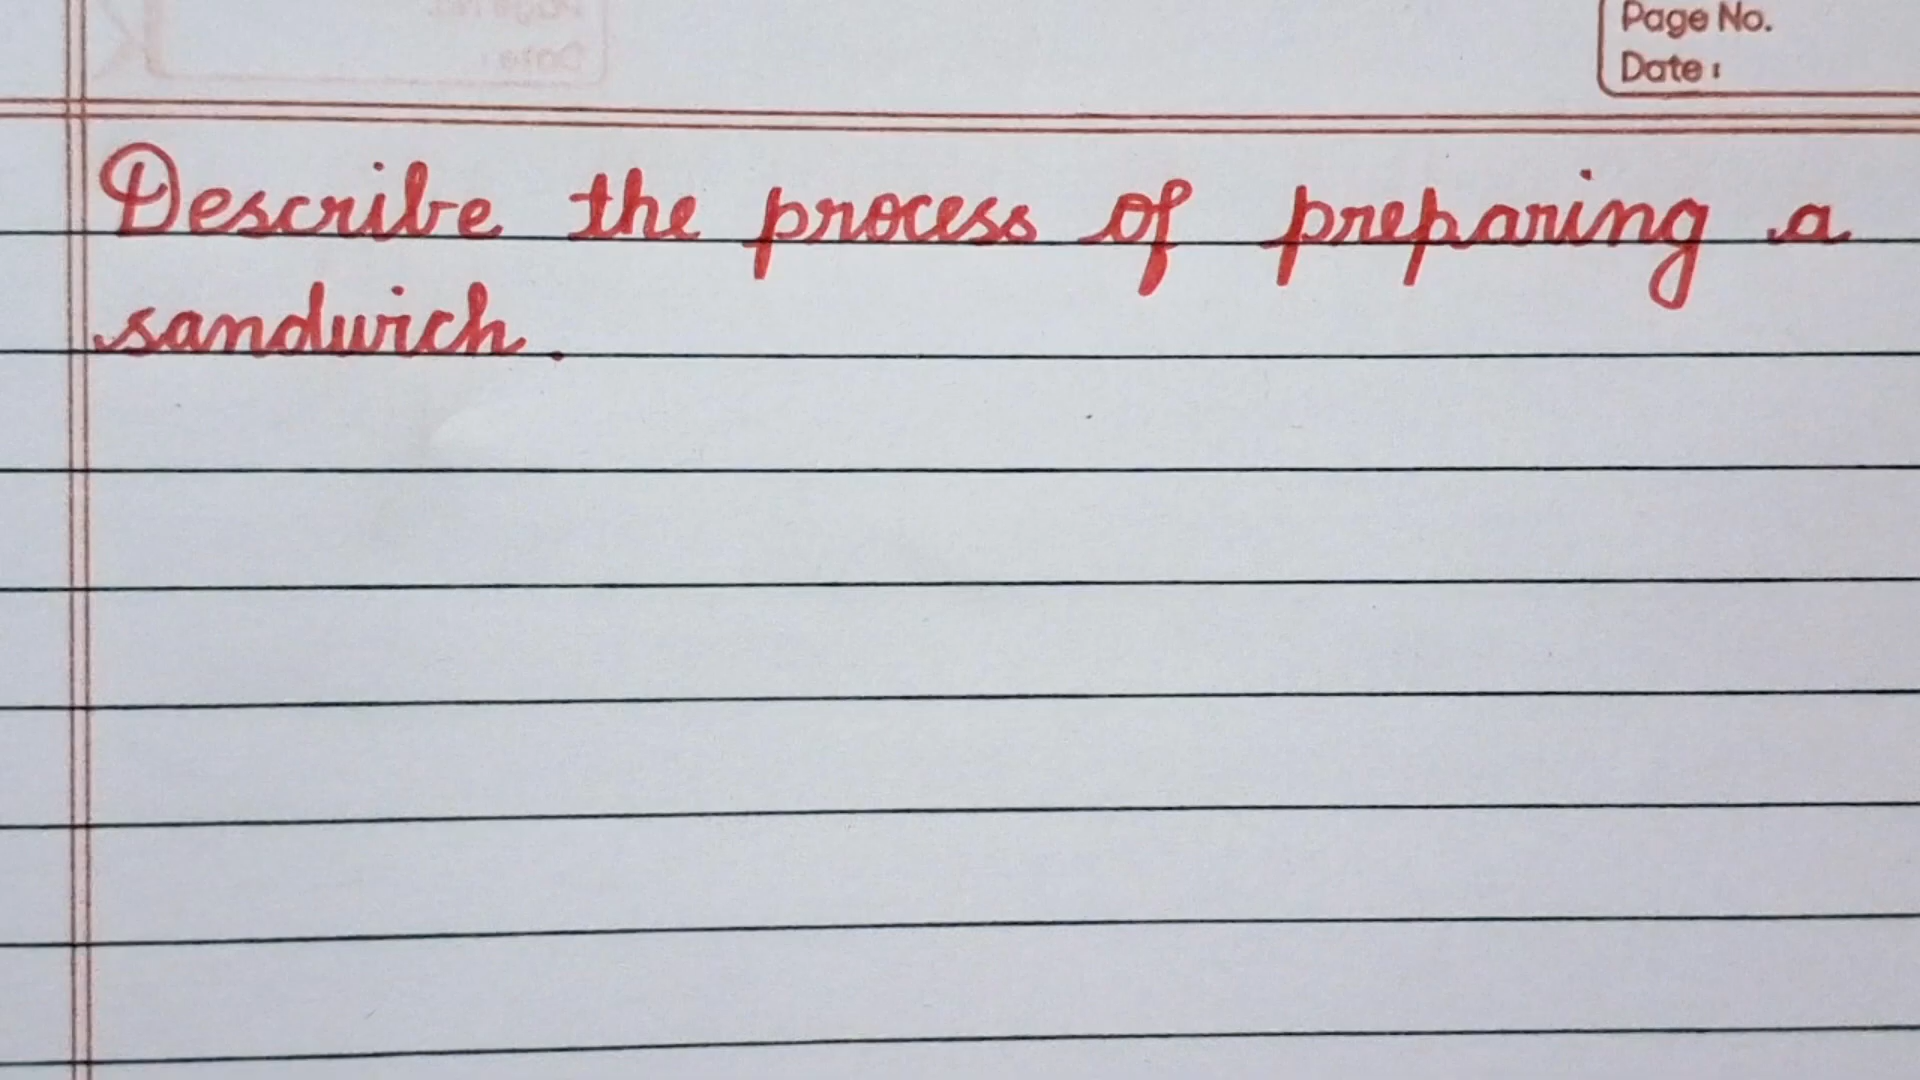 Page No.
Date :
Describe the process of preparing a
sandwich.